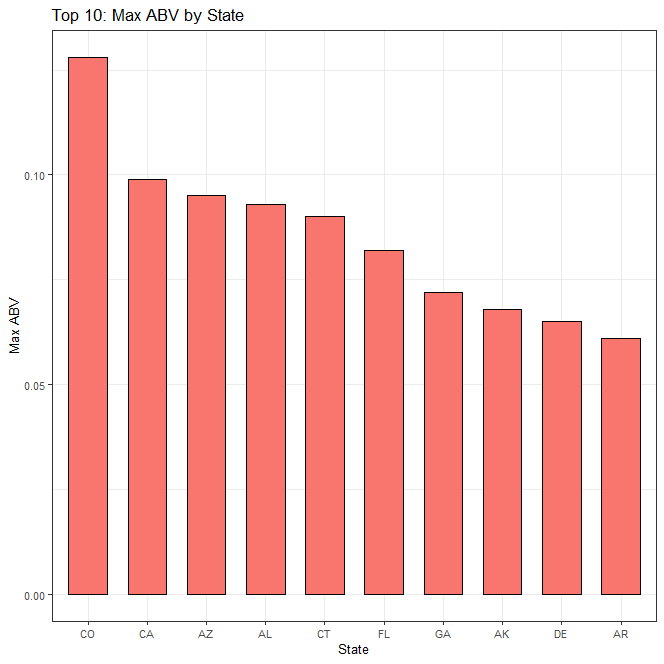 Top 10: Max ABV by State
Max ABV
0.10
0.05
0.00
CO CA AZ AL CT FL GA AK DE AR
State